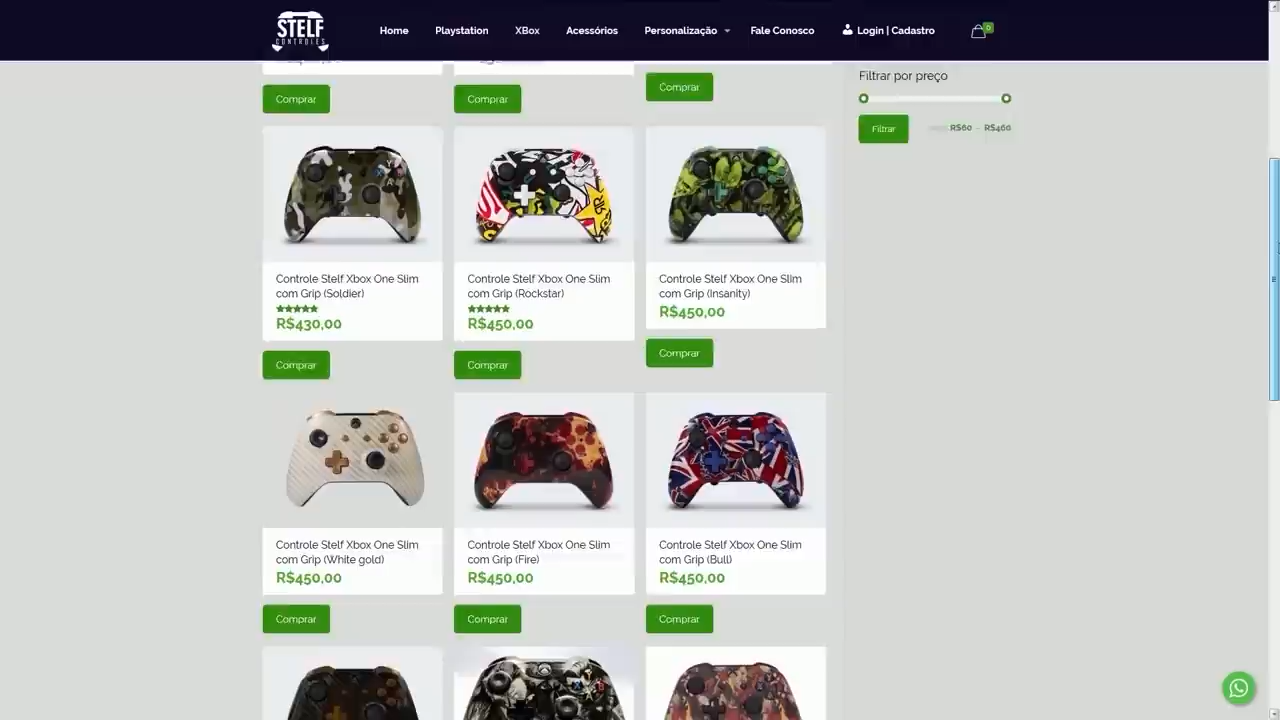 STELF
CONTROLES
Home
Playstation
XBox
Acessórios
Personalização
Fale Conosco
Login | Cadastro
0
Filtrar por preço
Filtrar
R$60 - R$460
Comprar
Comprar
Comprar
Controle Stelf Xbox One Slim
com Grip (Soldier)
R$430,00
Comprar
Controle Stelf Xbox One Slim
com Grip (Rockstar)
R$450,00
Comprar
Controle Stelf Xbox One Slim
com Grip (Insanity)
R$450,00
Comprar
Controle Stelf Xbox One Slim
com Grip (White gold)
R$450,00
Comprar
Controle Stelf Xbox One Slim
com Grip (Fire)
R$450,00
Comprar
Controle Stelf Xbox One Slim
com Grip (Bull)
R$450,00
Comprar